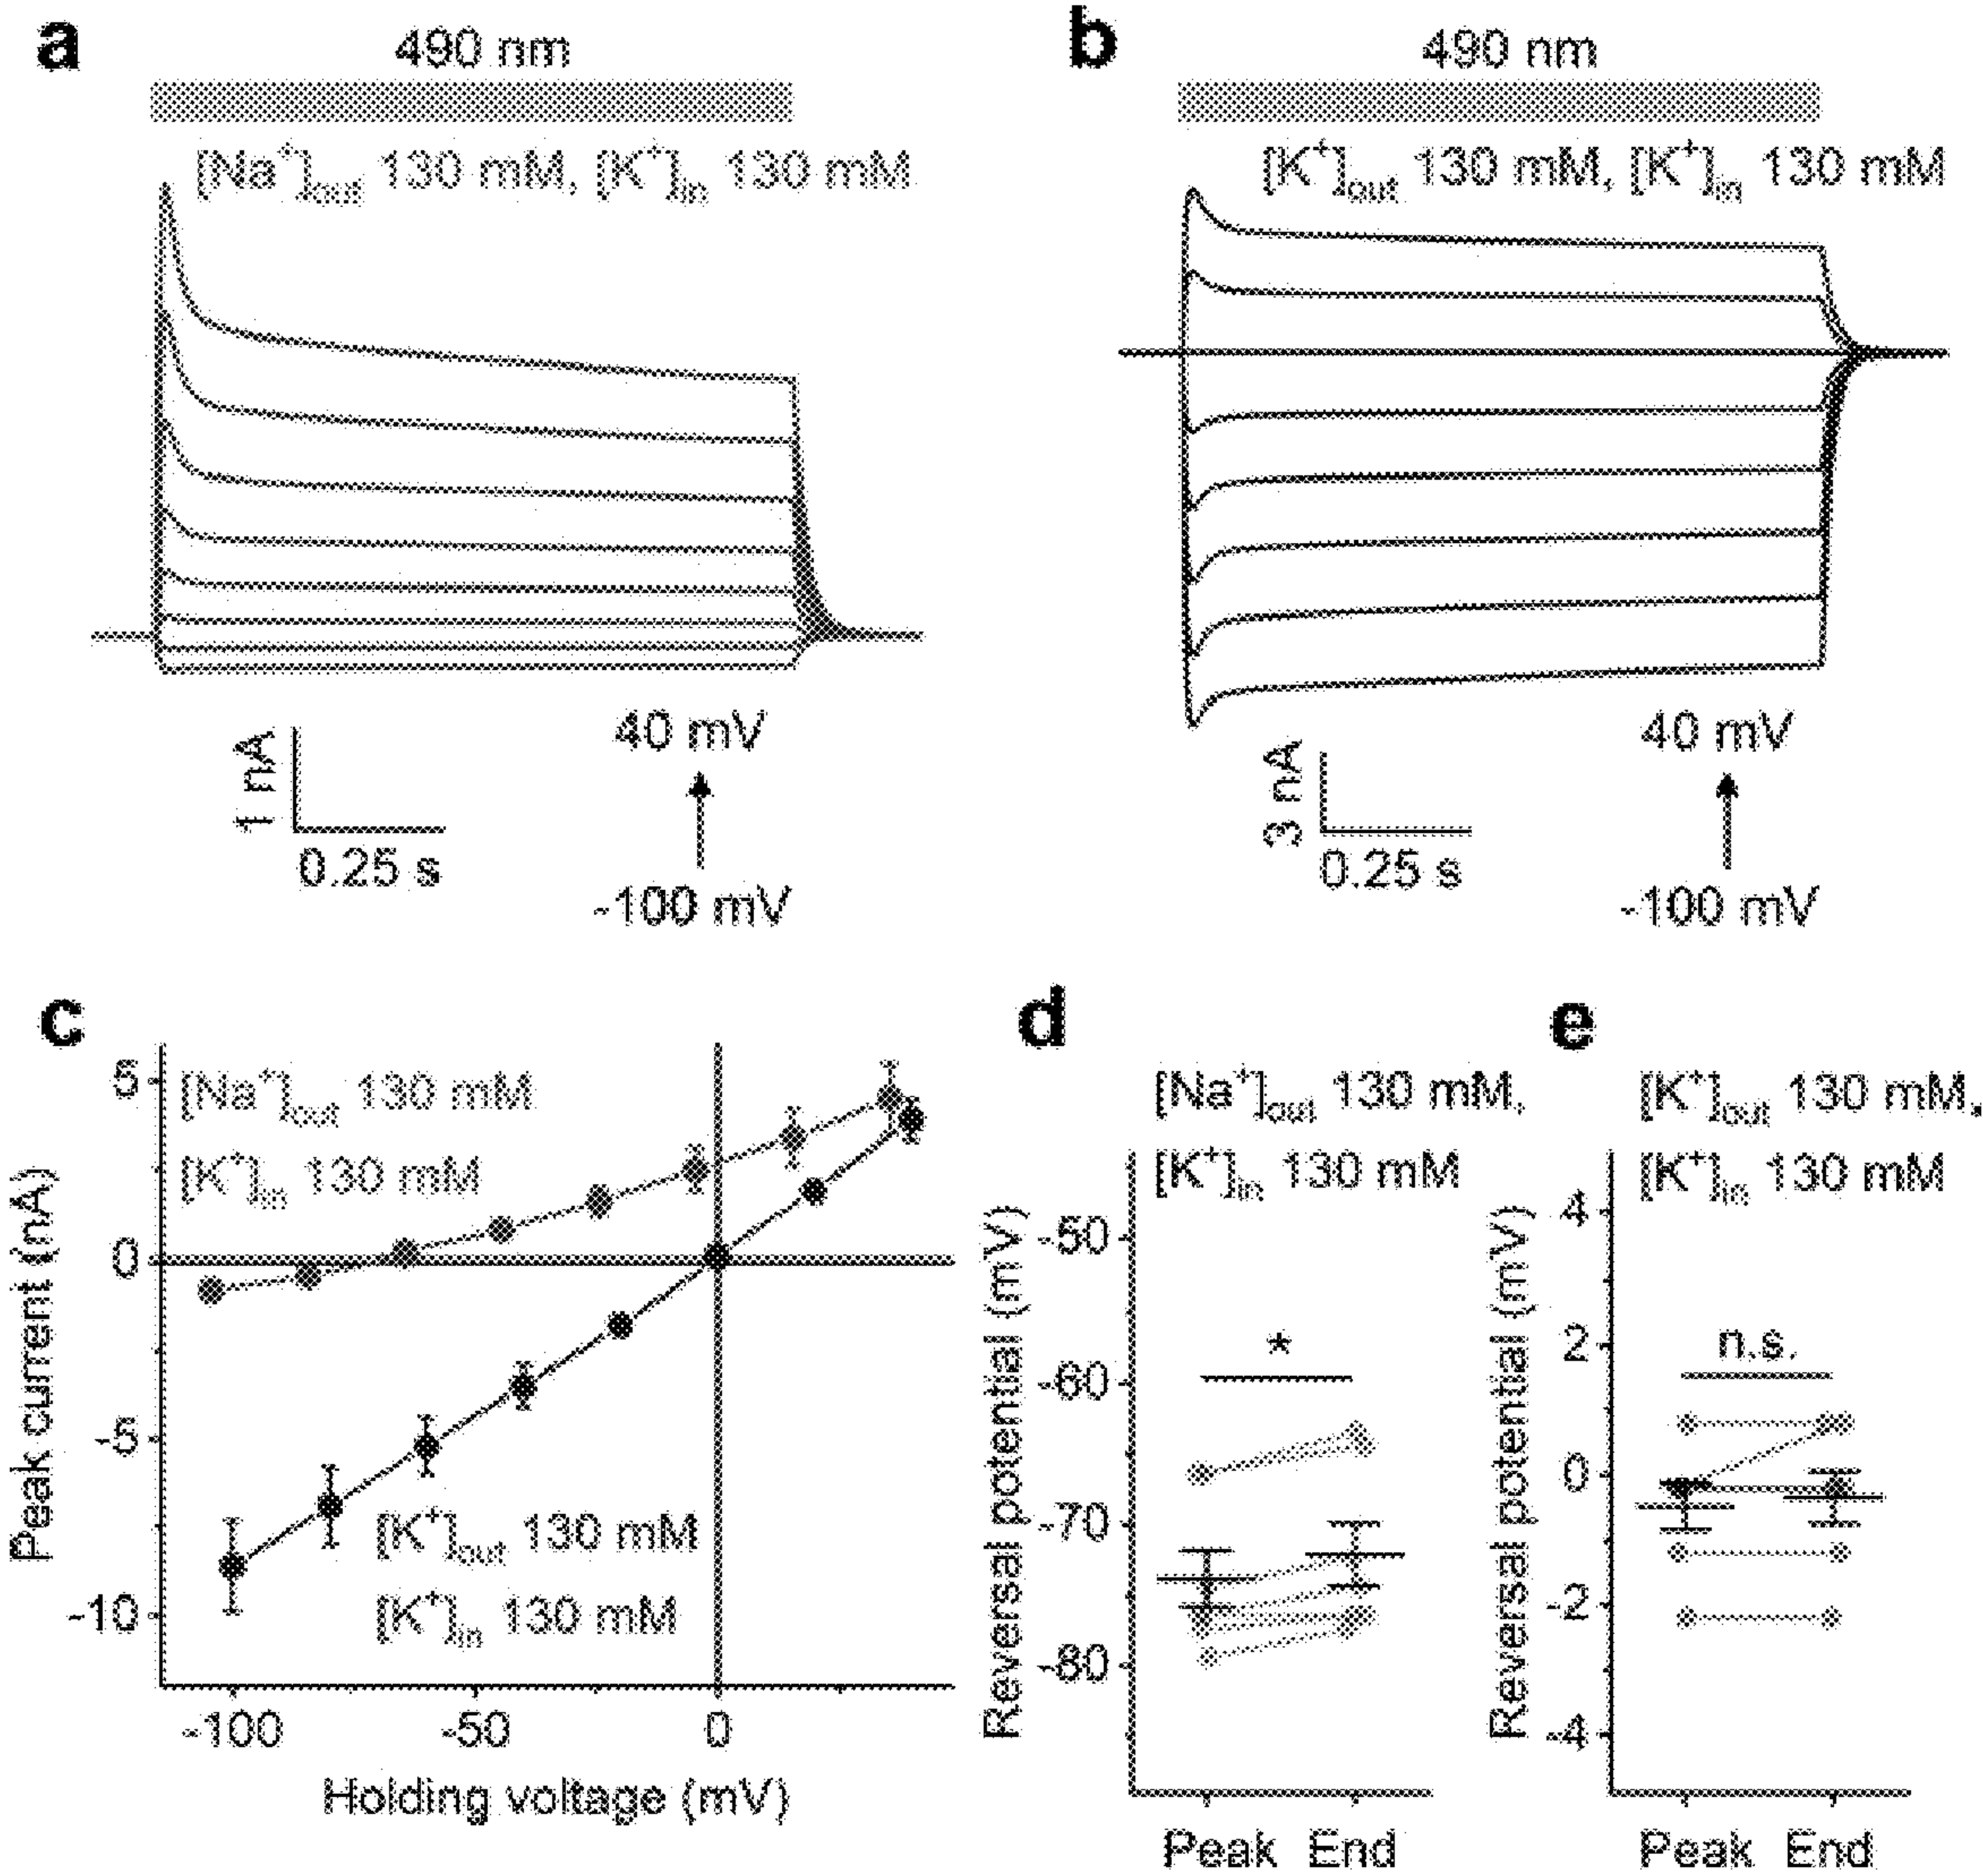 a
490 nm
[Na+]out 130 mM, [K+]in 130 mM
1 nA
0.25 s
40 mV
-100 mV
b
490 nm
[K+]out 130 mM, [K+]in 130 mM
3 nA
0.25 s
40 mV
-100 mV
c
Peak current (nA)
5
0
-5
-10
[Na+]out 130 mM
[K+]in 130 mM
[K+]out 130 mM
[K+]in 130 mM
-100
-50
0
Holding voltage (mV)
d
[Na+]out 130 mM,
[K+]in 130 mM
Reversal potential (mV)
-50
-60
-70
-80
*
Peak End
e
[K+]out 130 mM,
[K+]in 130 mM
Reversal potential (mV)
4
2
0
-2
-4
n.s.
Peak End